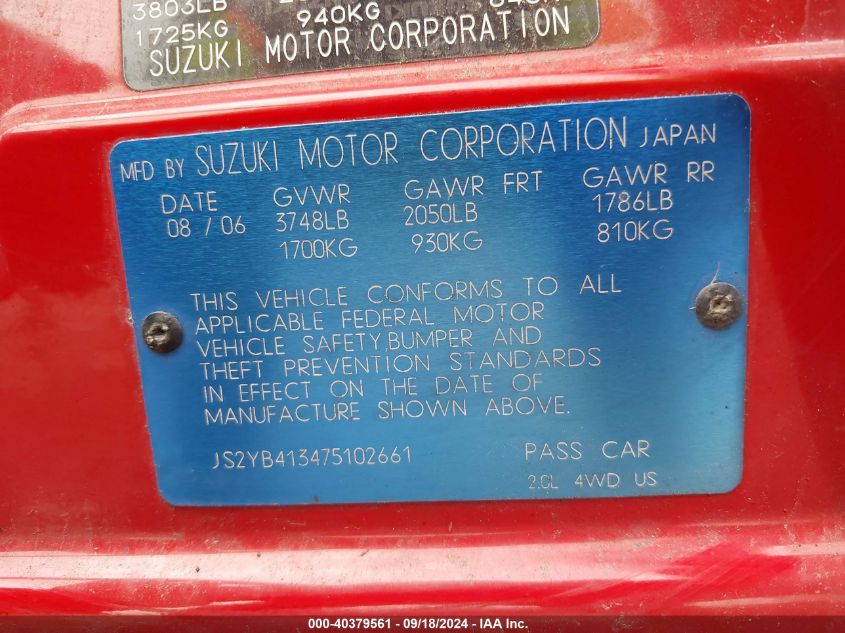 3803LB
1725KG 940KG
SUZUKI MOTOR CORPORATION
MFD BY SUZUKI MOTOR CORPORATION JAPAN
DATE GVWR GAWR FRT GAWR RR
08 / 06 3748LB 2050LB 1786LB
1700KG 930KG 810KG
THIS VEHICLE CONFORMS TO ALL
APPLICABLE FEDERAL MOTOR
VEHICLE SAFETY,BUMPER AND
THEFT PREVENTION STANDARDS
IN EFFECT ON THE DATE OF
MANUFACTURE SHOWN ABOVE.
JS2YB413475102661 PASS CAR
2.0L 4WD US
000-40379561 - 09/18/2024 - IAA Inc.